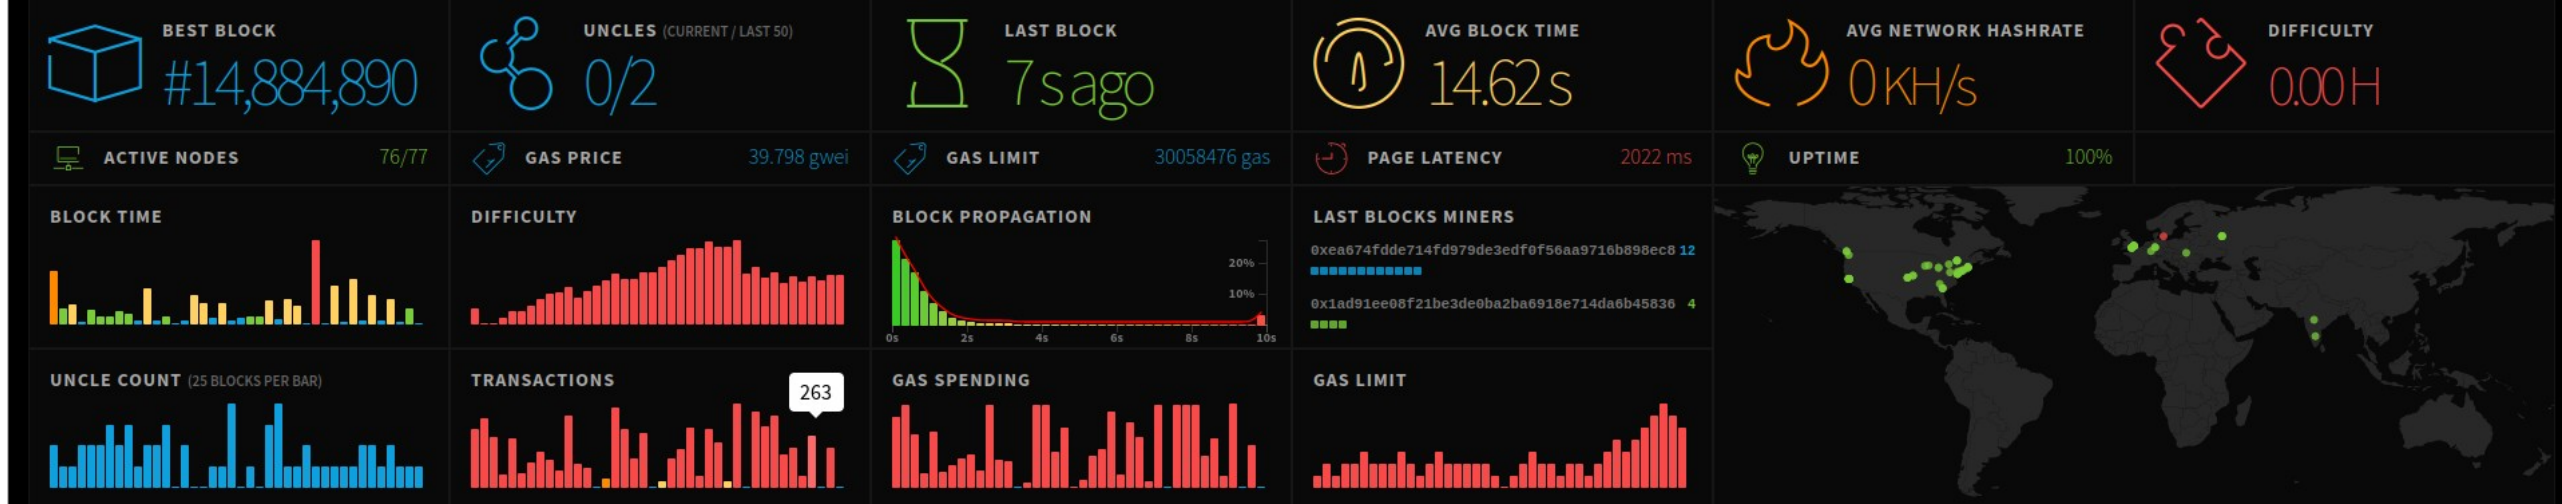 BEST BLOCK
#14,884,890
UNCLES (CURRENT / LAST 50)
0/2
LAST BLOCK
7 s ago
AVG BLOCK TIME
14.62 s
AVG NETWORK HASHRATE
0 KH/s
DIFFICULTY
0.00 H
ACTIVE NODES 76/77
GAS PRICE 39.798 gwei
GAS LIMIT 30058476 gas
PAGE LATENCY 2022 ms
UPTIME 100%
BLOCK TIME
DIFFICULTY
BLOCK PROPAGATION
20%
10%
0s 2s 4s 6s 8s 10s
LAST BLOCKS MINERS
0xea674fdde714fd979de3edf0f56aa9716b898ec8 12
0x1ad91ee08f21be3de0ba2ba6918e714da6b45836 4
UNCLE COUNT (25 BLOCKS PER BAR)
TRANSACTIONS
263
GAS SPENDING
GAS LIMIT